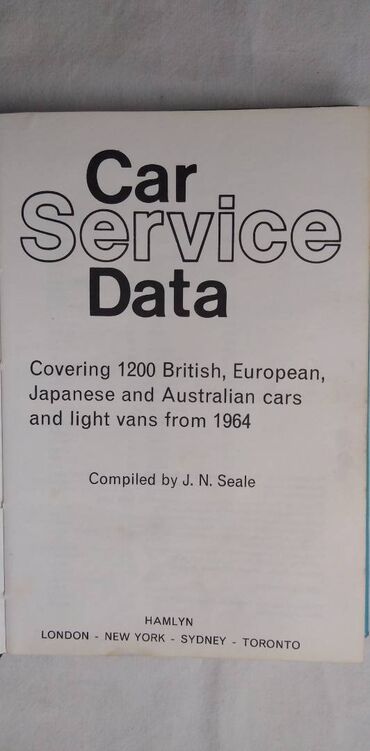 Car
Service
Data
Covering 1200 British, European,
Japanese and Australian cars
and light vans from 1964
Compiled by J. N. Seale
HAMLYN
LONDON - NEW YORK - SYDNEY - TORONTO